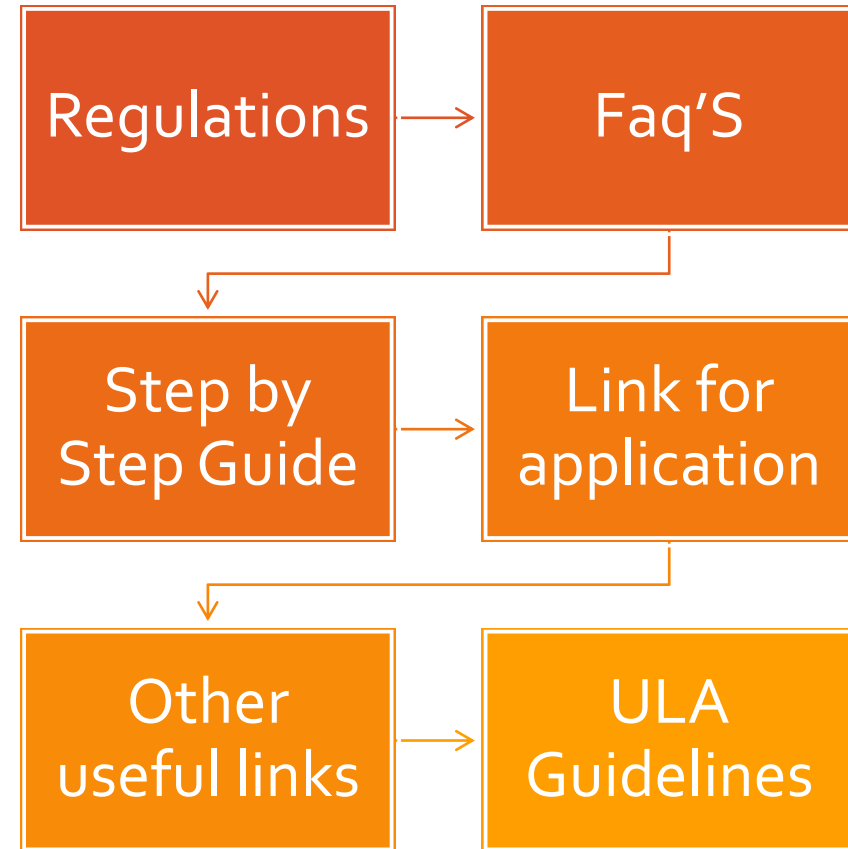 Regulations
Faq'S
Step by
Step Guide
Link for
application
Other
useful links
ULA
Guidelines